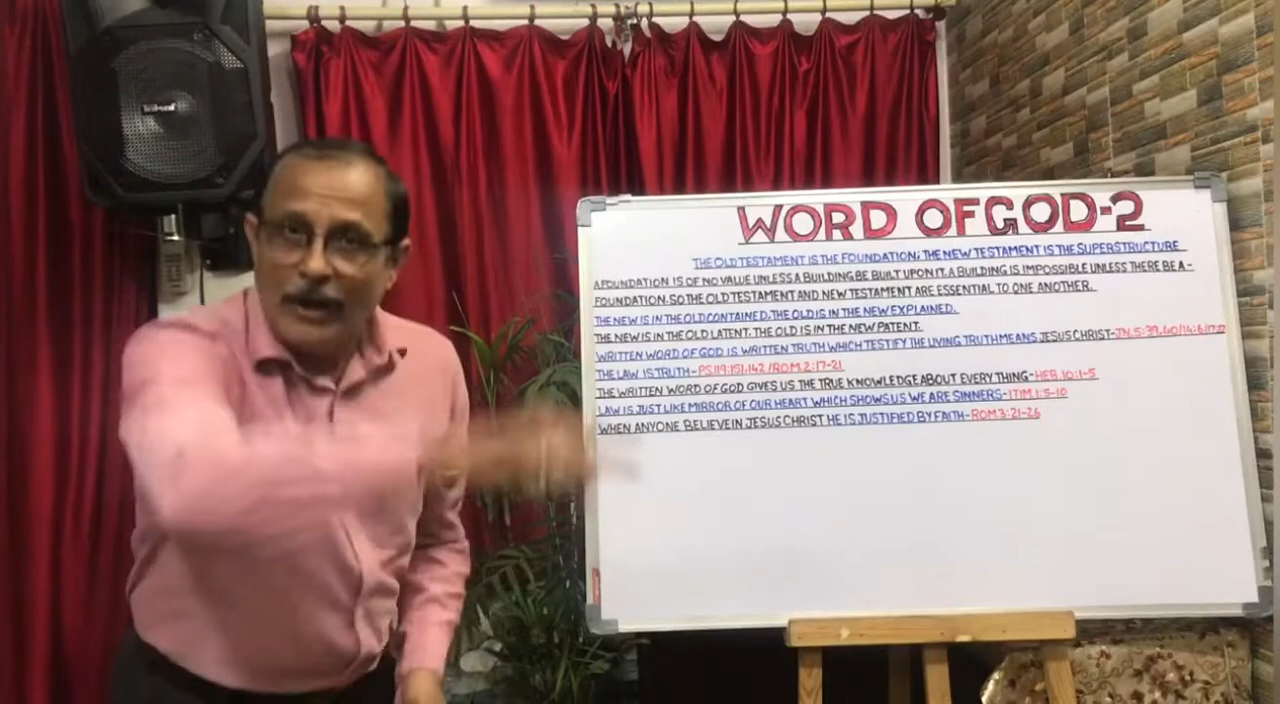 WORD OF GOD-2
THE OLD TESTAMENT IS THE FOUNDATION; THE NEW TESTAMENT IS THE SUPERSTRUCTURE
A FOUNDATION IS OF NO VALUE UNLESS A BUILDING BE BUILT UPON IT. A BUILDING IS IMPOSSIBLE UNLESS THERE BE A -
FOUNDATION. SO THE OLD TESTAMENT AND NEW TESTAMENT ARE ESSENTIAL TO ONE ANOTHER.
THE NEW IS IN THE OLD CONTAINED. THE OLD IS IN THE NEW EXPLAINED.
THE NEW IS IN THE OLD LATENT. THE OLD IS IN THE NEW PATENT.
WRITTEN WORD OF GOD IS WRITTEN TRUTH WHICH TESTIFY THE LIVING TRUTH MEANS JESUS CHRIST-JN.5:39,40/14:6/17:17
THE LAW IS TRUTH-PS.119:151,142/ROM.2:17-21
THE WRITTEN WORD OF GOD GIVES US THE TRUE KNOWLEDGE ABOUT EVERY THING-HEB.10:1-5
LAW IS JUST LIKE MIRROR OF OUR HEART WHICH SHOWS US WE ARE SINNERS-1TIM.1:5-10
WHEN ANYONE BELIEVE IN JESUS CHRIST HE IS JUSTIFIED BY FAITH-ROM.3:21-26